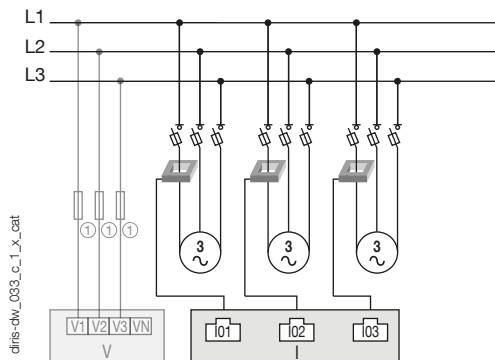 L1
L2
L3
1 1 1
3 ~ 3 ~ 3 ~
V1 V2 V3 VN
V
I01 I02 I03
I
diris-dw_033_c_1_x_cat